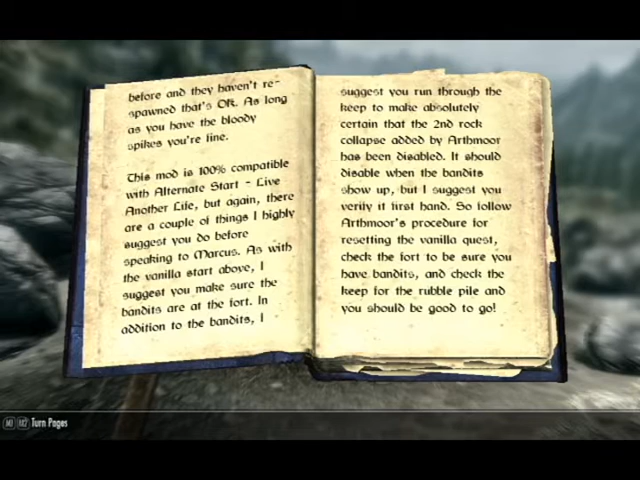 before and they haven't re-
spawned that's OK. As long
as you have the bloody
spikes you're fine.
This mod is 100% compatible
with Alternate Start - Live
Another Life, but again, there
are a couple of things I highly
suggest you do before
speaking to Marcus. As with
the vanilla start above, I
suggest you make sure the
bandits are at the fort. In
addition to the bandits, I
suggest you run through the
keep to make absolutely
certain that the 2nd rock
collapse added by Arthmoor
has been disabled. It should
disable when the bandits
show up, but I suggest you
verify it first hand. So follow
Arthmoor's procedure for
resetting the vanilla quest,
check the fort to be sure you
have bandits, and check the
keep for the rubble pile and
you should be good to go!
Turn Pages